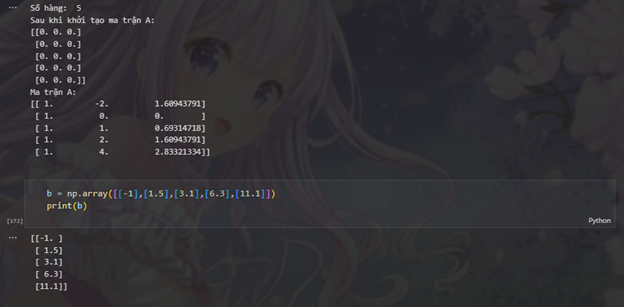 ... Số hàng: 5
Sau khi khởi tạo ma trận A:
[[0. 0. 0.]
[0. 0. 0.]
[0. 0. 0.]
[0. 0. 0.]
[0. 0. 0.]]
Ma trận A:
[[ 1. -2. 1.60943791]
[ 1. 0. 0. ]
[ 1. 1. 0.69314718]
[ 1. 2. 1.60943791]
[ 1. 4. 2.83321334]]
b = np.array([[-1],[1.5],[3.1],[6.3],[11.1]])
print(b)
[372] Python
... [[-1. ]
[ 1.5]
[ 3.1]
[ 6.3]
[11.1]]